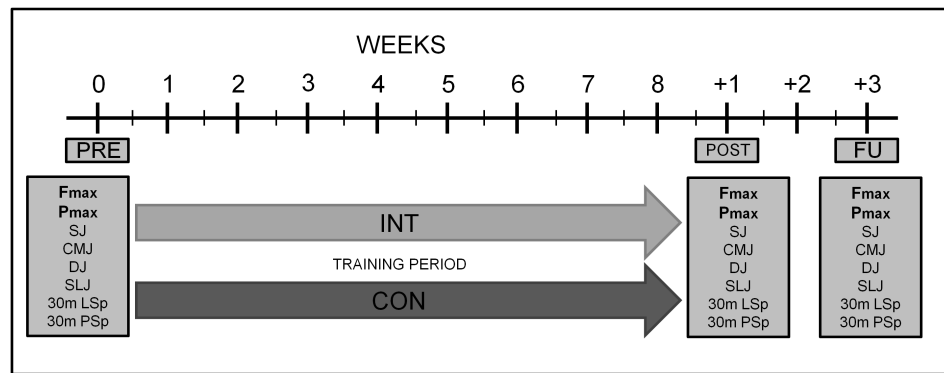 WEEKS
0 1 2 3 4 5 6 7 8 +1 +2 +3
PRE POST FU
Fmax
Pmax
SJ
CMJ
DJ
SLJ
30m LSp
30m PSp
INT
TRAINING PERIOD
CON
Fmax
Pmax
SJ
CMJ
DJ
SLJ
30m LSp
30m PSp
Fmax
Pmax
SJ
CMJ
DJ
SLJ
30m LSp
30m PSp